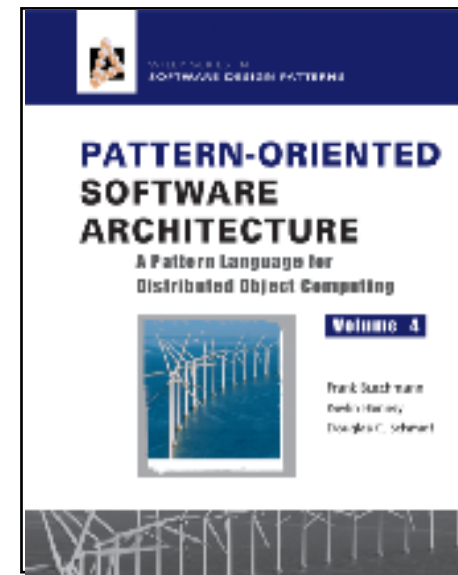 WILEY SERIES IN
SOFTWARE DESIGN PATTERNS
PATTERN-ORIENTED
SOFTWARE
ARCHITECTURE
A Pattern Language for
Distributed Object Computing
Volume 4
Frank Buschmann
Kevlin Henney
Douglas C. Schmidt